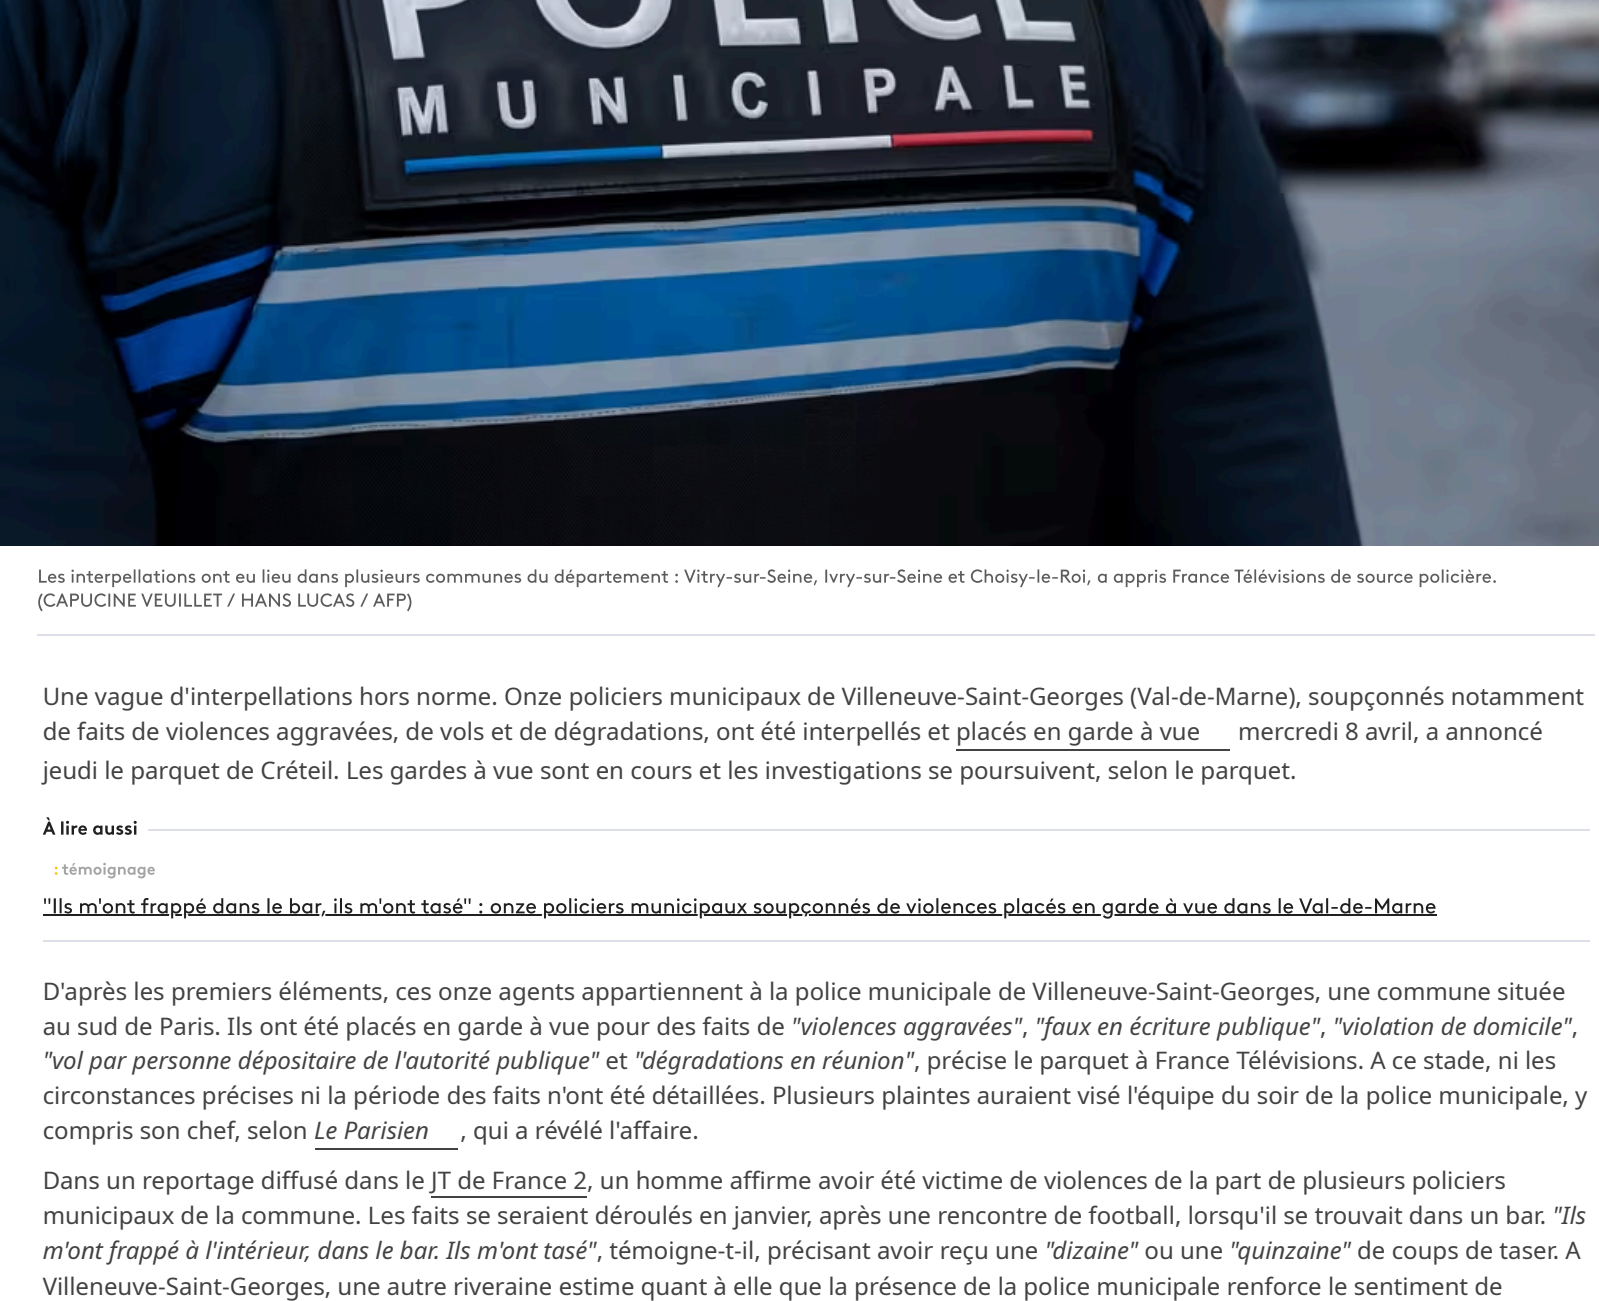 POLICE
MUNICIPALE
Les interpellations ont eu lieu dans plusieurs communes du département : Vitry-sur-Seine, Ivry-sur-Seine et Choisy-le-Roi, a appris France Télévisions de source policière.
(CAPUCINE VEUILLET / HANS LUCAS / AFP)
Une vague d'interpellations hors norme. Onze policiers municipaux de Villeneuve-Saint-Georges (Val-de-Marne), soupçonnés notamment
de faits de violences aggravées, de vols et de dégradations, ont été interpellés et placés en garde à vue mercredi 8 avril, a annoncé
jeudi le parquet de Créteil. Les gardes à vue sont en cours et les investigations se poursuivent, selon le parquet.
À lire aussi
: témoignage
"Ils m'ont frappé dans le bar, ils m'ont tasé" : onze policiers municipaux soupçonnés de violences placés en garde à vue dans le Val-de-Marne
D'après les premiers éléments, ces onze agents appartiennent à la police municipale de Villeneuve-Saint-Georges, une commune située
au sud de Paris. Ils ont été placés en garde à vue pour des faits de "violences aggravées", "faux en écriture publique", "violation de domicile",
"vol par personne dépositaire de l'autorité publique" et "dégradations en réunion", précise le parquet à France Télévisions. A ce stade, ni les
circonstances précises ni la période des faits n'ont été détaillées. Plusieurs plaintes auraient visé l'équipe du soir de la police municipale, y
compris son chef, selon Le Parisien , qui a révélé l'affaire.
Dans un reportage diffusé dans le JT de France 2, un homme affirme avoir été victime de violences de la part de plusieurs policiers
municipaux de la commune. Les faits se seraient déroulés en janvier, après une rencontre de football, lorsqu'il se trouvait dans un bar. "Ils
m'ont frappé à l'intérieur, dans le bar. Ils m'ont tasé", témoigne-t-il, précisant avoir reçu une "dizaine" ou une "quinzaine" de coups de taser. A
Villeneuve-Saint-Georges, une autre riveraine estime quant à elle que la présence de la police municipale renforce le sentiment de